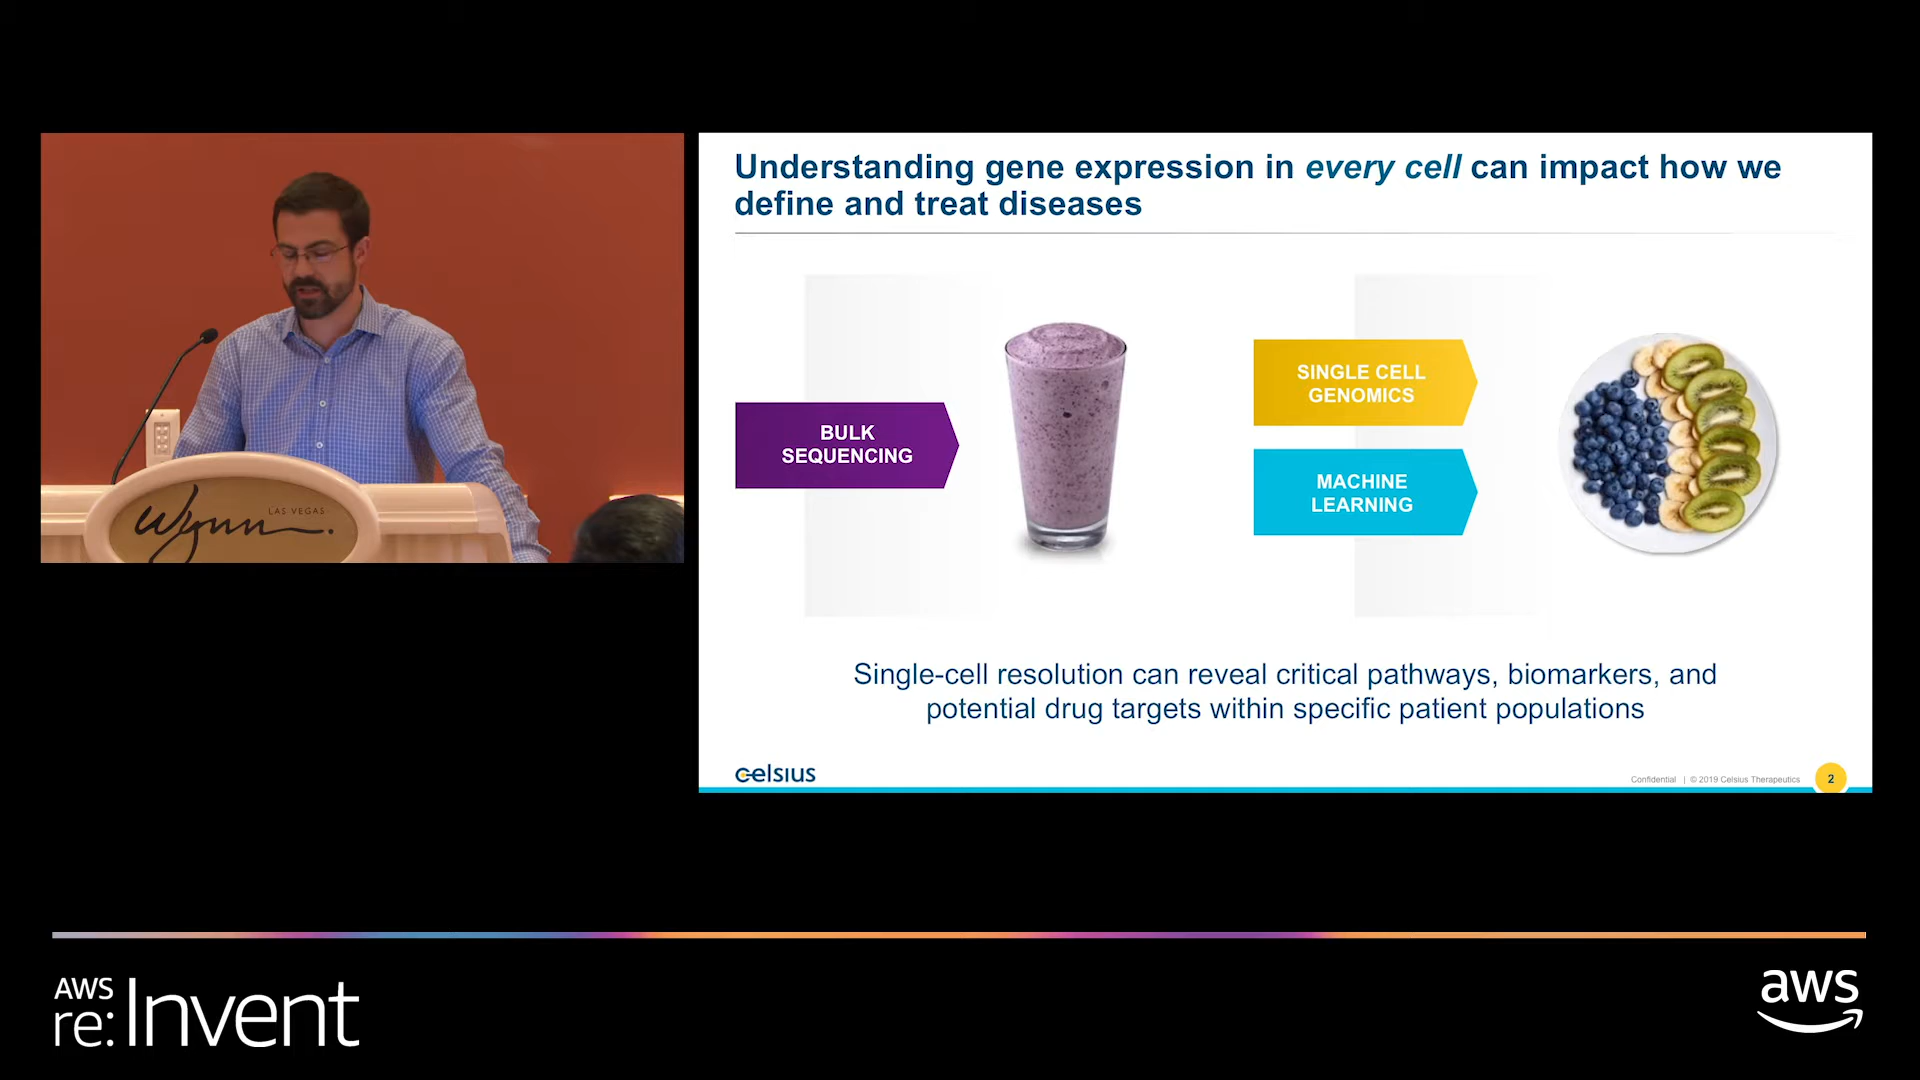 Understanding gene expression in every cell can impact how we
define and treat diseases
BULK
SEQUENCING
SINGLE CELL
GENOMICS
MACHINE
LEARNING
Single-cell resolution can reveal critical pathways, biomarkers, and
potential drug targets within specific patient populations
celsius
Confidential | © 2019 Celsius Therapeutics
2
Wynn.
LAS VEGAS
AWS
re:Invent
aws